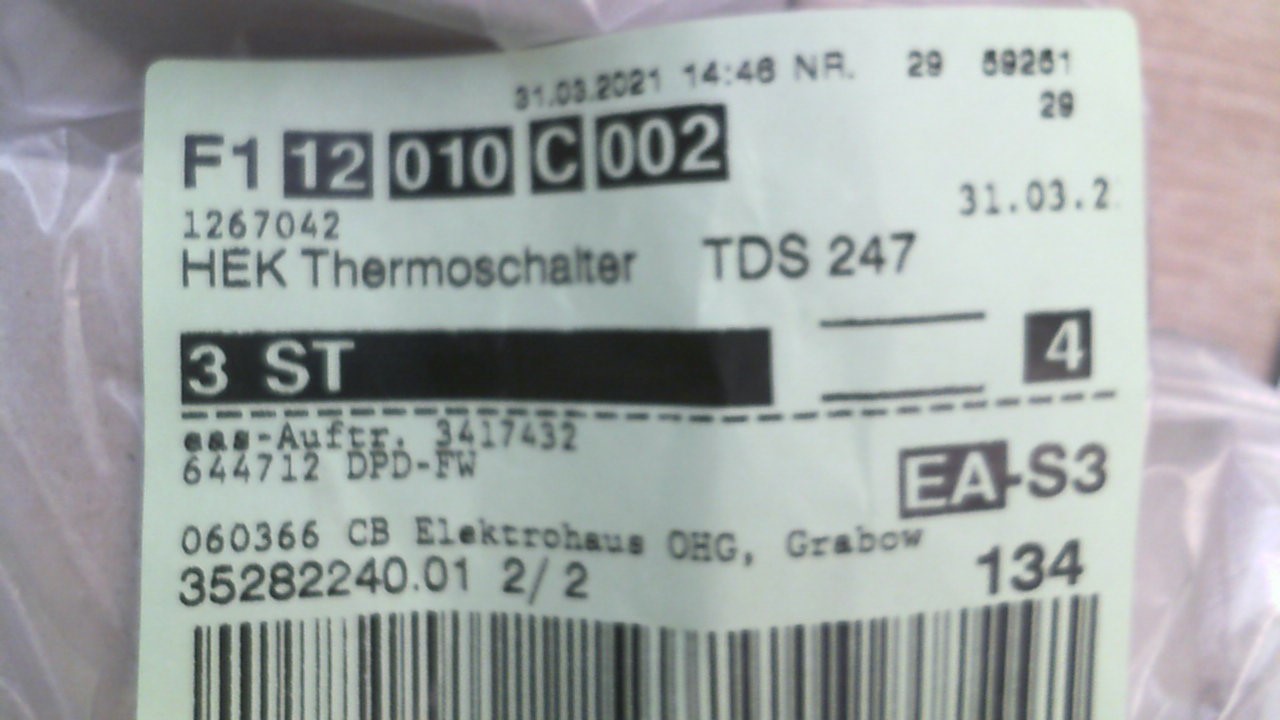 31.03.2021 14:46 NR. 29 59261
29
F1 12 010 C 002
31.03.2
1267042
HEK Thermoschalter TDS 247
3 ST 4
eas-Auftr. 3417432
644712 DPD-FW
EA-S3
060366 CB Elektrohaus OHG, Grabow
35282240.01 2/ 2 134